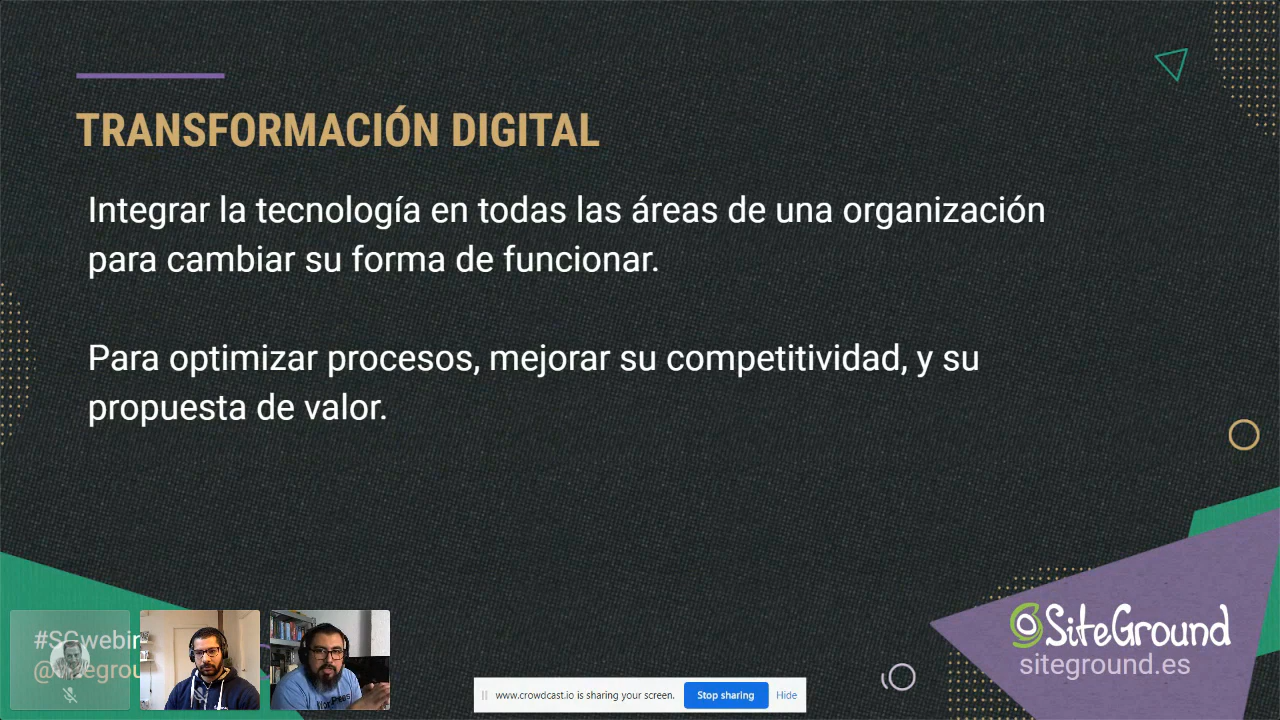 TRANSFORMACIÓN DIGITAL
Integrar la tecnología en todas las áreas de una organización
para cambiar su forma de funcionar.
Para optimizar procesos, mejorar su competitividad, y su
propuesta de valor.
SiteGround
siteground.es
www.crowdcast.io is sharing your screen.
Stop sharing
Hide